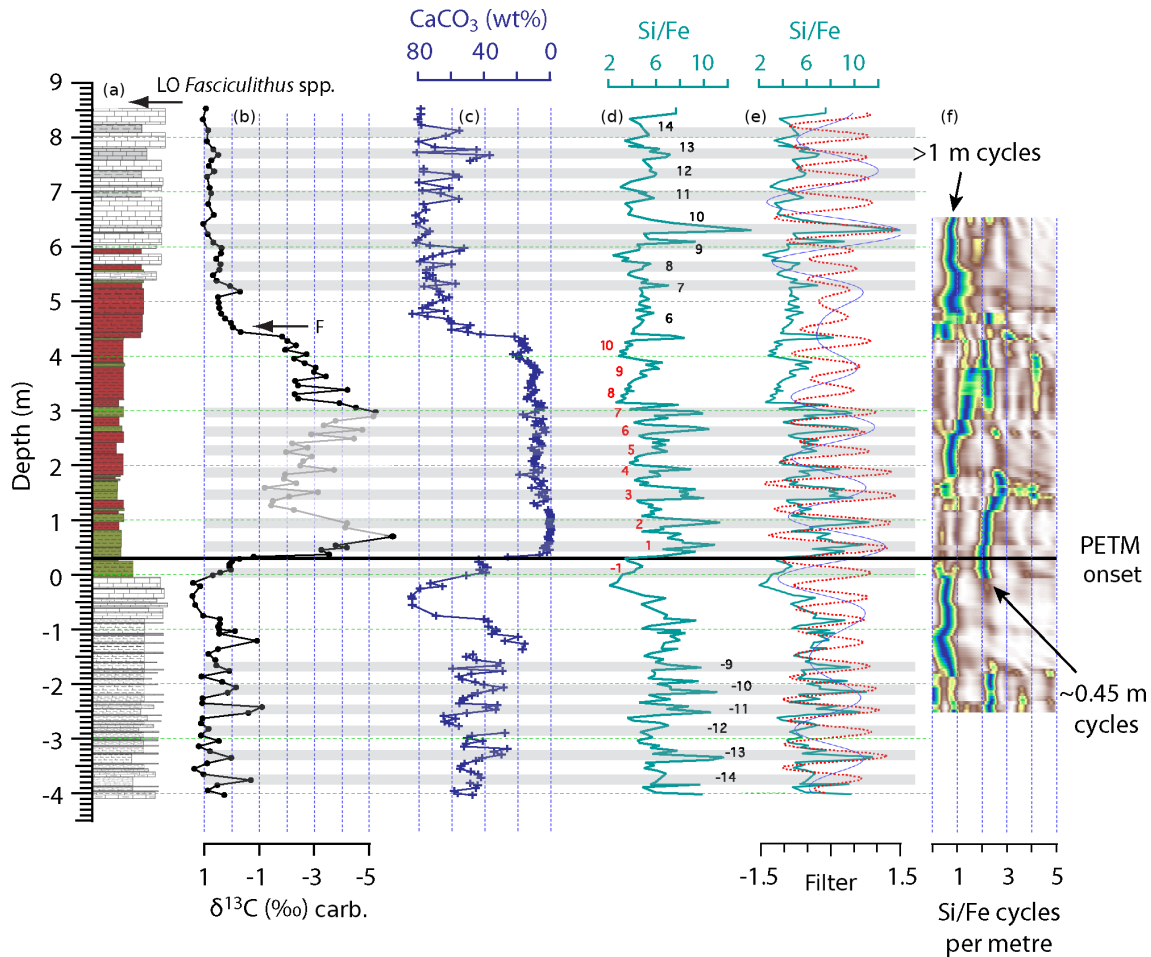 CaCO3 (wt%)
80 40 0
Si/Fe
2 6 10
Si/Fe
2 6 10
LO Fasciculithus spp.
(a)
(b)
(c)
(d)
(e)
(f)
9
8
7
6
5
4
3
2
1
0
-1
-2
-3
-4
Depth (m)
F
14
13
12
11
10
9
8
7
6
10
9
8
7
6
5
4
3
2
1
-1
-9
-10
-11
-12
-13
-14
>1 m cycles
PETM
onset
~0.45 m
cycles
1 -1 -3 -5
δ13C (‰) carb.
-1.5 1.5
Filter
1 3 5
Si/Fe cycles
per metre